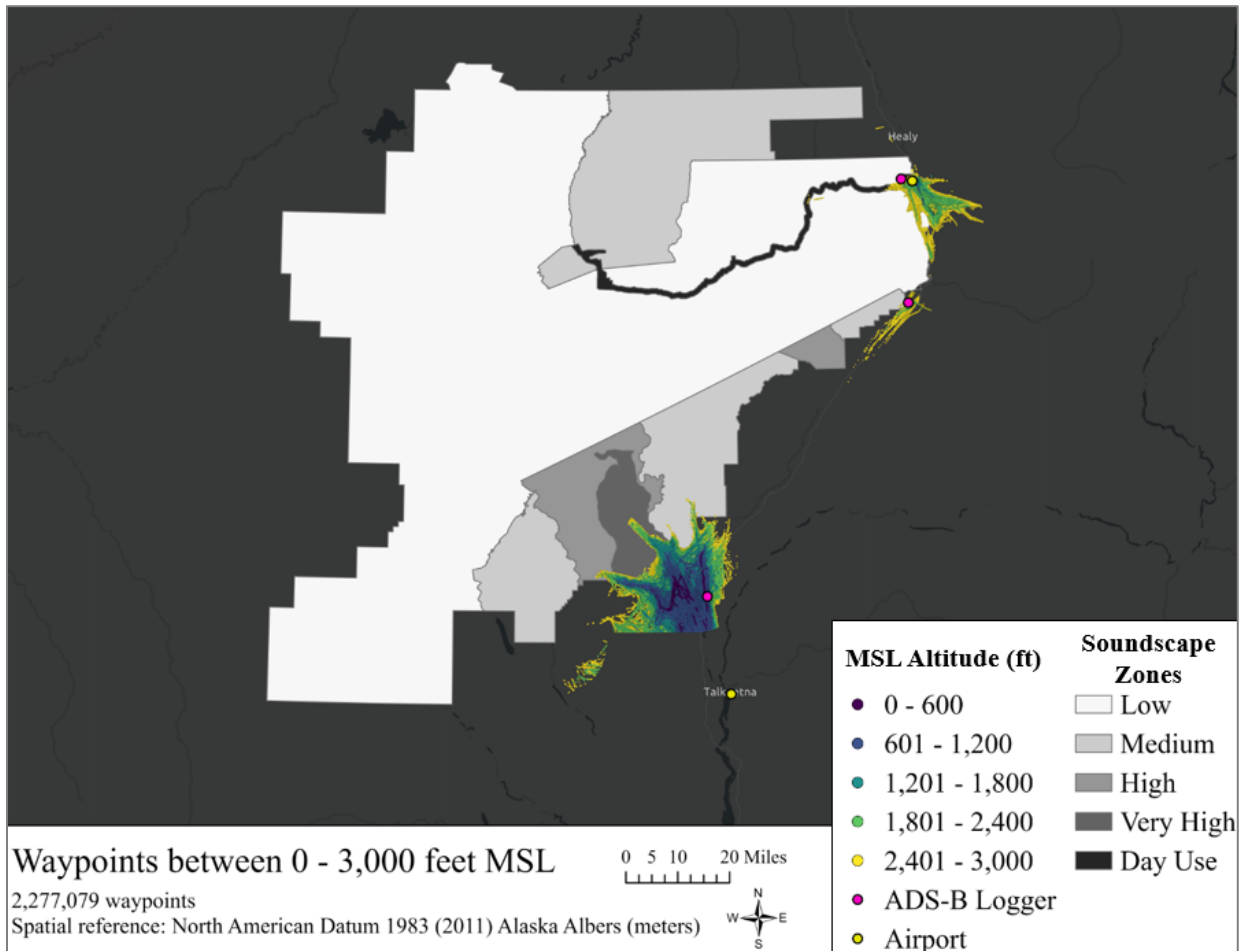 Healy
Talkeetna
MSL Altitude (ft)
0 - 600
601 - 1,200
1,201 - 1,800
1,801 - 2,400
2,401 - 3,000
ADS-B Logger
Airport
Soundscape
Zones
Low
Medium
High
Very High
Day Use
Waypoints between 0 - 3,000 feet MSL
2,277,079 waypoints
Spatial reference: North American Datum 1983 (2011) Alaska Albers (meters)
0 5 10 20 Miles
N
W E
S